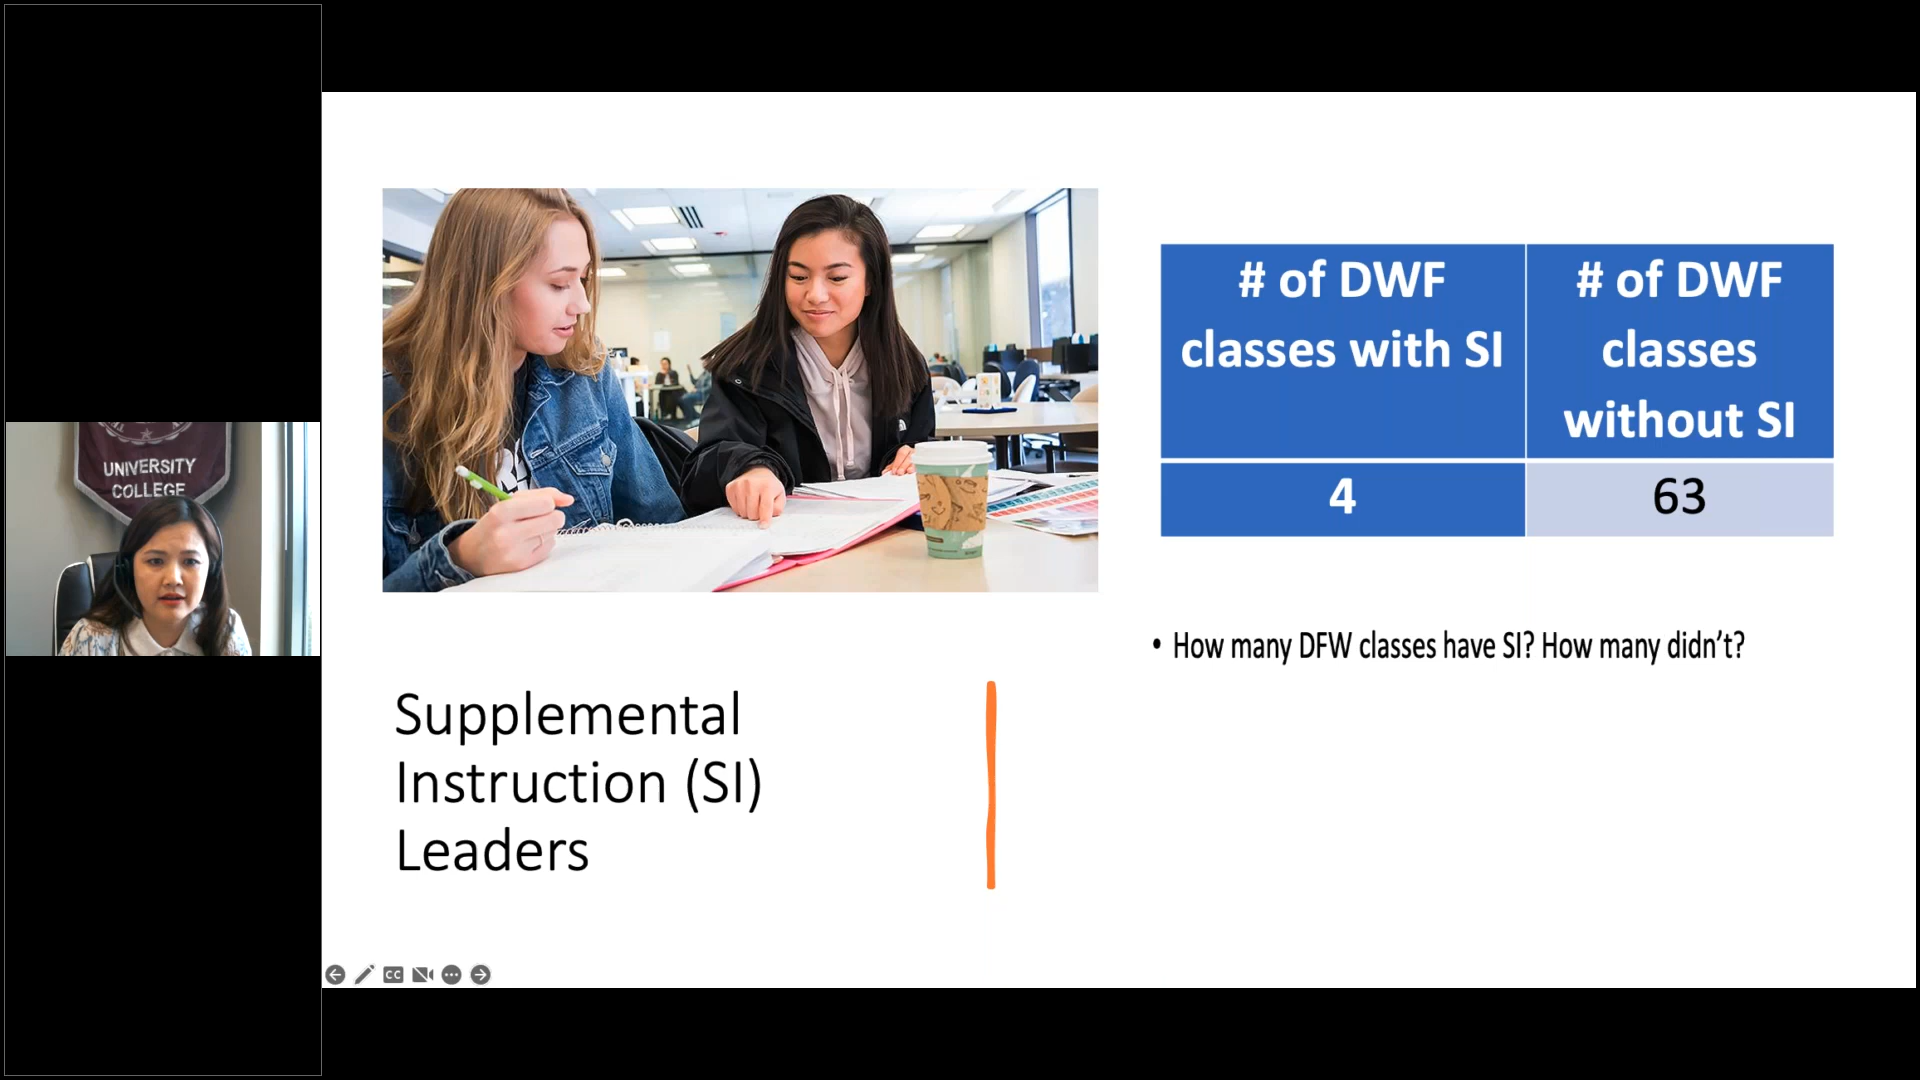 UNIVERSITY
COLLEGE
# of DWF
classes with SI
# of DWF
classes
without SI
4
63
• How many DFW classes have SI? How many didn’t?
Supplemental
Instruction (SI)
Leaders
CC